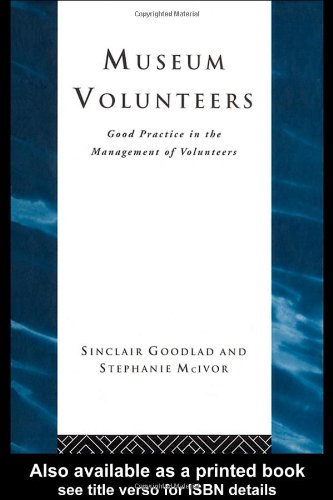 MUSEUM
VOLUNTEERS
Good Practice in the
Management of Volunteers
SINCLAIR GOODLAD AND
STEPHANIE McIVOR
Also available as a printed book
see title verso for ISBN details